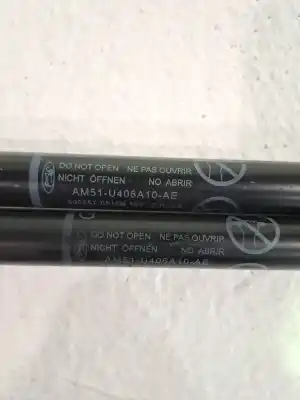 DO NOT OPEN NE PAS OUVRIR
NICHT ÖFFNEN NO ABRIR
AM51-U406A10-AE
DO NOT OPEN NE PAS OUVRIR
NICHT ÖFFNEN NO ABRIR
AM51-U406A10-AE